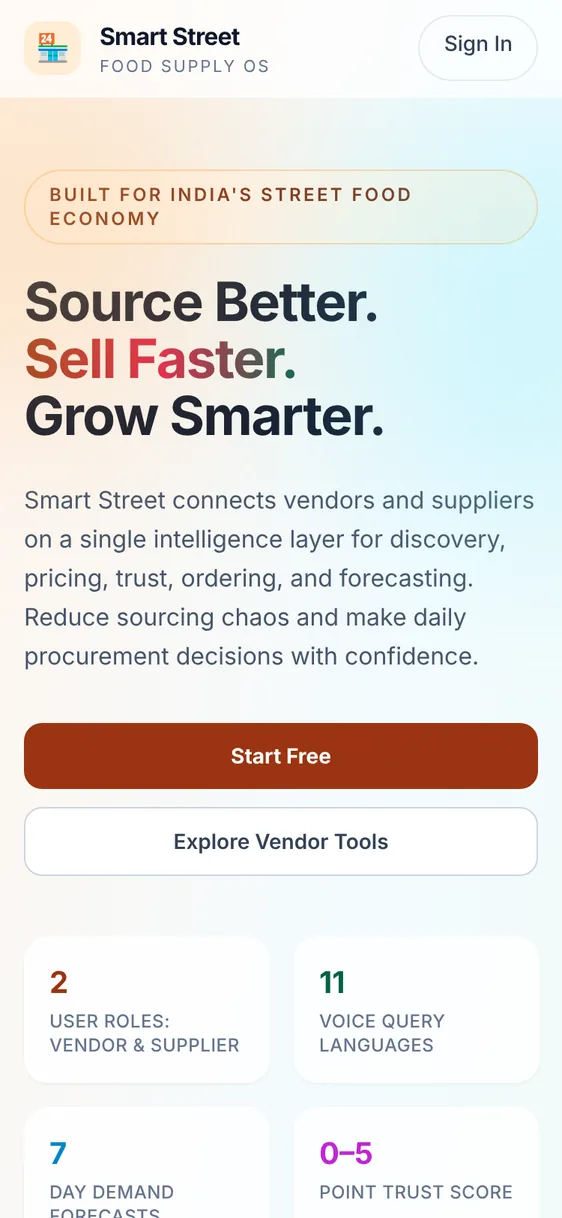 24
Smart Street
FOOD SUPPLY OS
Sign In
BUILT FOR INDIA'S STREET FOOD
ECONOMY
Source Better.
Sell Faster.
Grow Smarter.
Smart Street connects vendors and suppliers
on a single intelligence layer for discovery,
pricing, trust, ordering, and forecasting.
Reduce sourcing chaos and make daily
procurement decisions with confidence.
Start Free
Explore Vendor Tools
2
USER ROLES:
VENDOR & SUPPLIER
11
VOICE QUERY
LANGUAGES
7
DAY DEMAND
FORECASTS
0–5
POINT TRUST SCORE